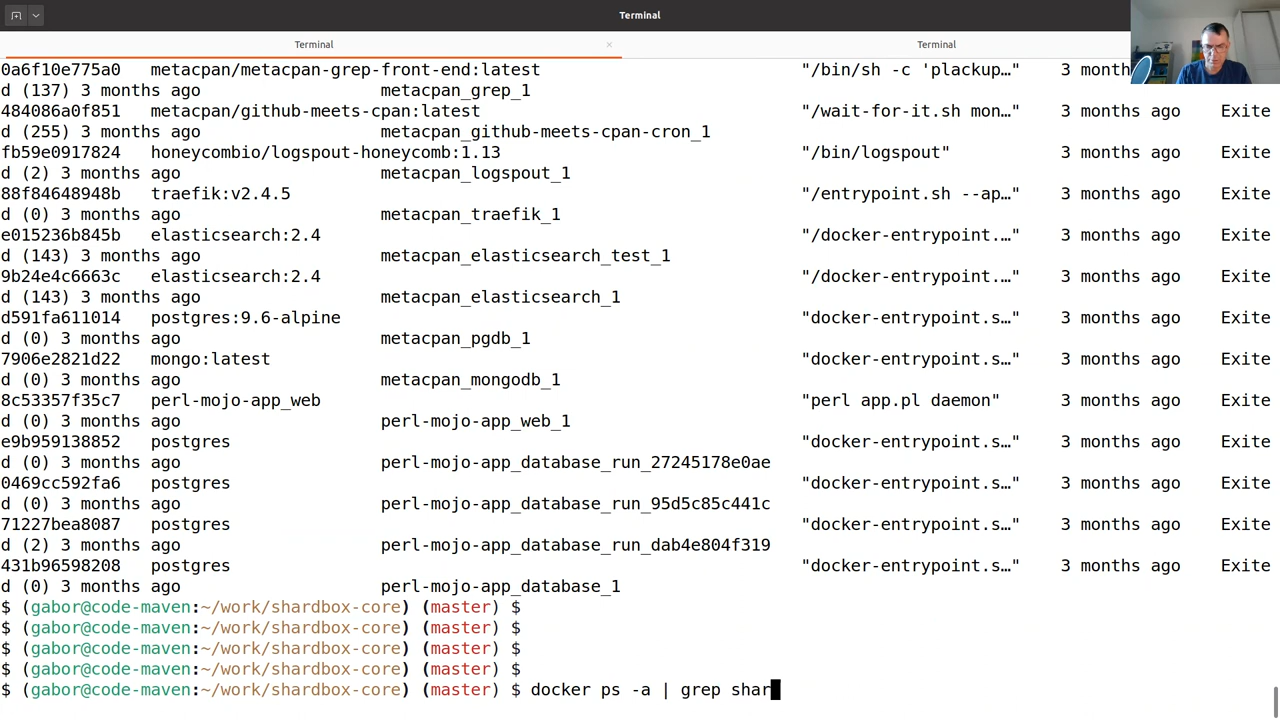 Terminal
Terminal
Terminal
0a6f10e775a0 metacpan/metacpan-grep-front-end:latest "/bin/sh -c 'plackup…" 3 month
d (137) 3 months ago metacpan_grep_1
484086a0f851 metacpan/github-meets-cpan:latest "/wait-for-it.sh mon…" 3 months ago Exite
d (255) 3 months ago metacpan_github-meets-cpan-cron_1
fb59e0917824 honeycombio/logspout-honeycomb:1.13 "/bin/logspout" 3 months ago Exite
d (2) 3 months ago metacpan_logspout_1
88f84648948b traefik:v2.4.5 "/entrypoint.sh --ap…" 3 months ago Exite
d (0) 3 months ago metacpan_traefik_1
e015236b845b elasticsearch:2.4 "/docker-entrypoint.…" 3 months ago Exite
d (143) 3 months ago metacpan_elasticsearch_test_1
9b24e4c6663c elasticsearch:2.4 "/docker-entrypoint.…" 3 months ago Exite
d (143) 3 months ago metacpan_elasticsearch_1
d591fa611014 postgres:9.6-alpine "docker-entrypoint.s…" 3 months ago Exite
d (0) 3 months ago metacpan_pgdb_1
7906e2821d22 mongo:latest "docker-entrypoint.s…" 3 months ago Exite
d (0) 3 months ago metacpan_mongodb_1
8c53357f35c7 perl-mojo-app_web "perl app.pl daemon" 3 months ago Exite
d (0) 3 months ago perl-mojo-app_web_1
e9b959138852 postgres "docker-entrypoint.s…" 3 months ago Exite
d (0) 3 months ago perl-mojo-app_database_run_27245178e0ae
0469cc592fa6 postgres "docker-entrypoint.s…" 3 months ago Exite
d (0) 3 months ago perl-mojo-app_database_run_95d5c85c441c
71227bea8087 postgres "docker-entrypoint.s…" 3 months ago Exite
d (2) 3 months ago perl-mojo-app_database_run_dab4e804f319
431b96598208 postgres "docker-entrypoint.s…" 3 months ago Exite
d (0) 3 months ago perl-mojo-app_database_1
$ (gabor@code-maven:~/work/shardbox-core) (master) $
$ (gabor@code-maven:~/work/shardbox-core) (master) $
$ (gabor@code-maven:~/work/shardbox-core) (master) $
$ (gabor@code-maven:~/work/shardbox-core) (master) $
$ (gabor@code-maven:~/work/shardbox-core) (master) $ docker ps -a | grep shar